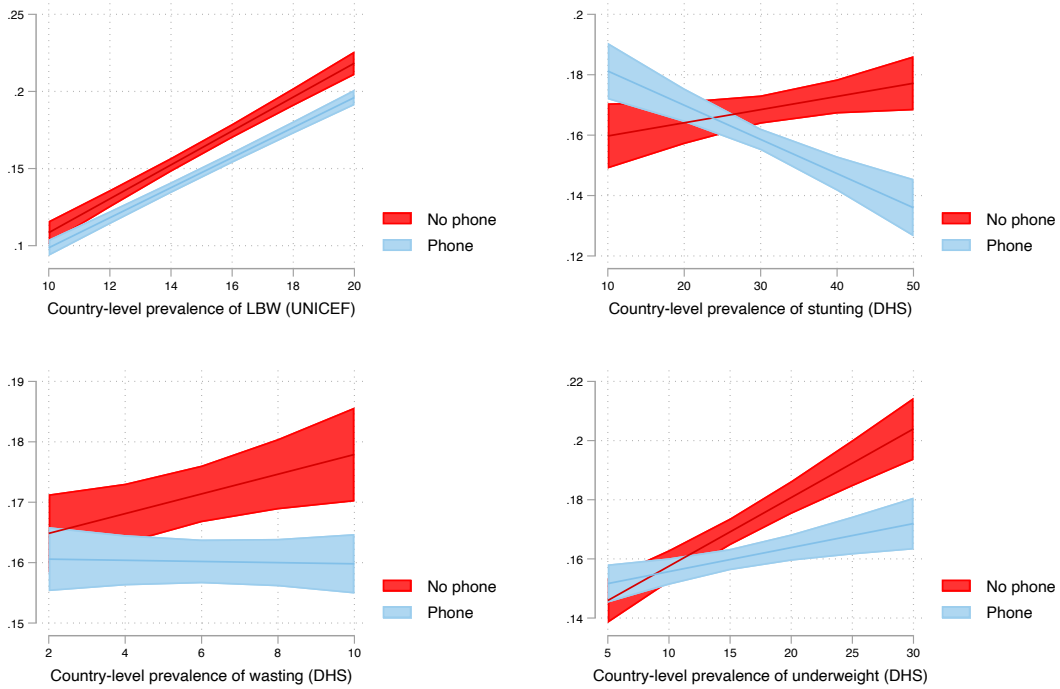 .25
.2
.15
.1
10 12 14 16 18 20
Country-level prevalence of LBW (UNICEF)
No phone
Phone
.2
.18
.16
.14
.12
10 20 30 40 50
Country-level prevalence of stunting (DHS)
No phone
Phone
.19
.18
.17
.16
.15
2 4 6 8 10
Country-level prevalence of wasting (DHS)
No phone
Phone
.22
.2
.18
.16
.14
5 10 15 20 25 30
Country-level prevalence of underweight (DHS)
No phone
Phone